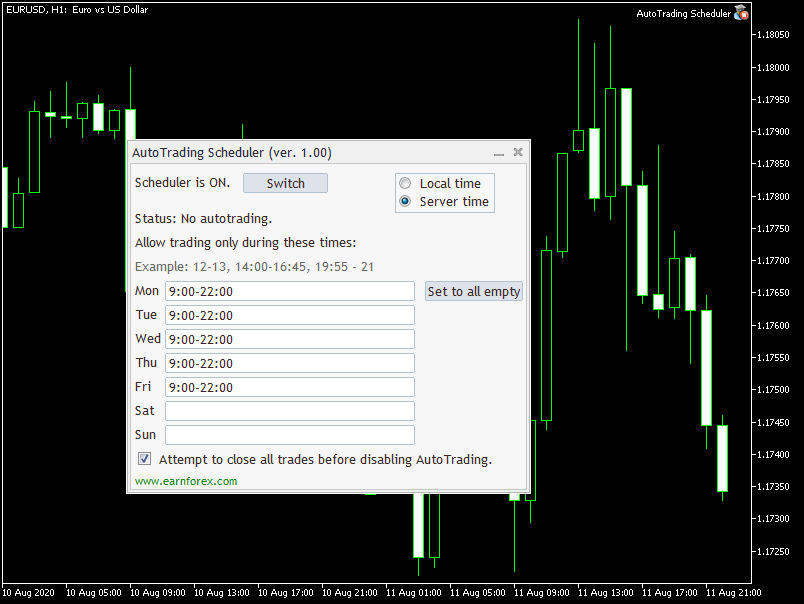 EURUSD, H1: Euro vs US Dollar
AutoTrading Scheduler
AutoTrading Scheduler (ver. 1.00)
Scheduler is ON.
Switch
Local time
Server time
Status: No autotrading.
Allow trading only during these times:
Example: 12-13, 14:00-16:45, 19:55 - 21
Mon 9:00-22:00
Set to all empty
Tue 9:00-22:00
Wed 9:00-22:00
Thu 9:00-22:00
Fri 9:00-22:00
Sat
Sun
Attempt to close all trades before disabling AutoTrading.
www.earnforex.com
1.18050
1.18000
1.17950
1.17900
1.17850
1.17800
1.17750
1.17700
1.17650
1.17600
1.17550
1.17500
1.17450
1.17400
1.17350
1.17300
1.17250
10 Aug 2020 10 Aug 05:00 10 Aug 09:00 10 Aug 13:00 10 Aug 17:00 10 Aug 21:00 11 Aug 01:00 11 Aug 05:00 11 Aug 09:00 11 Aug 13:00 11 Aug 17:00 11 Aug 21:00